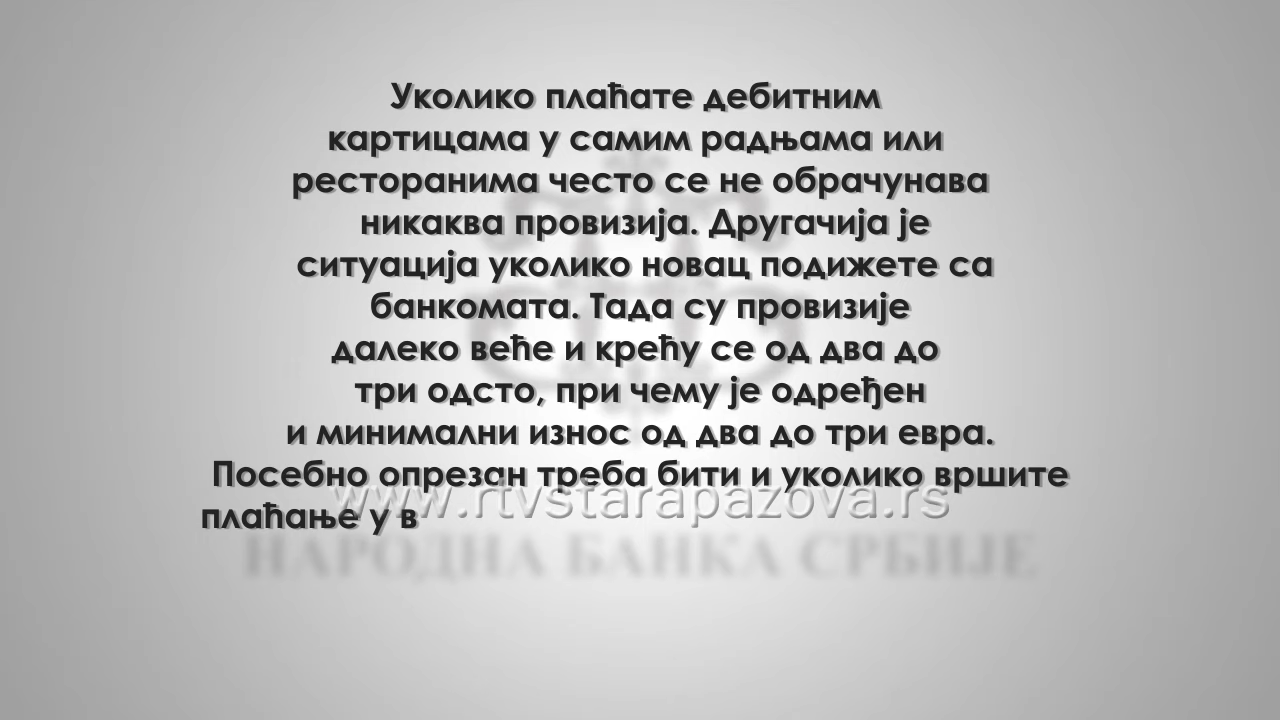 Уколико плаћате дебитним
картицама у самим радњама или
ресторанима често се не обрачунава
никаква провизија. Другачија је
ситуација уколико новац подижете са
банкомата. Тада су провизије
далеко веће и крећу се од два до
три одсто, при чему је одређен
и минимални износ од два до три евра.
Посебно опрезан треба бити и уколико вршите
www.rtvstarapazova.rs
плаћање у в
НАРОДНА БАНКА СРБИЈЕ